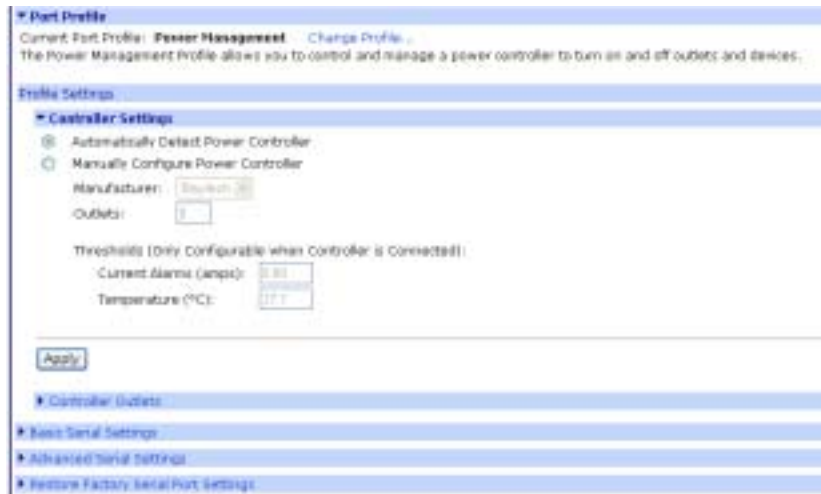 Port Profile
Current Port Profile: Power Management Change Profile...
The Power Management Profile allows you to control and manage a power controller to turn on and off outlets and devices.
Profile Settings
Controller Settings
Automatically Detect Power Controller
Manually Configure Power Controller
Manufacturer:
Outlets:
Thresholds (Only Configurable when Controller is Connected):
Current Alarms (amps):
Temperature (°C):
Apply
Controller Outlets
Basic Serial Settings
Advanced Serial Settings
Restore Factory Serial Port Settings